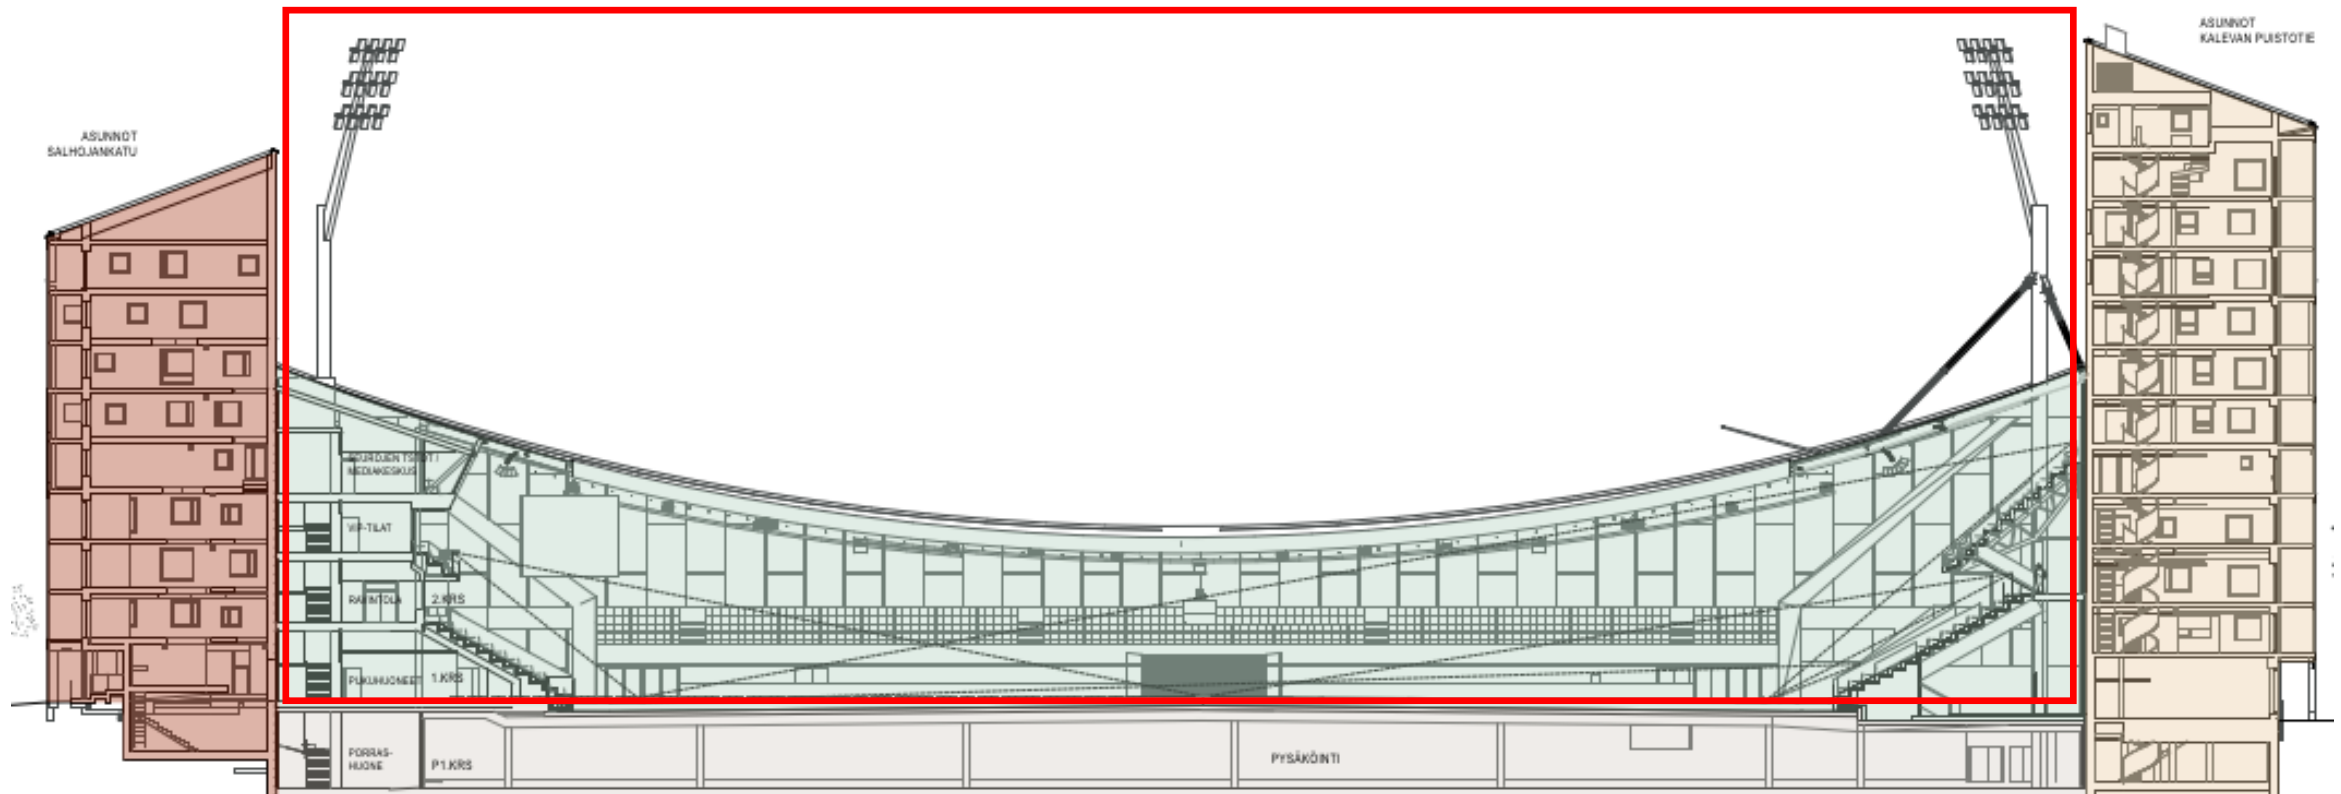 ASUNNOT
KALEVAN PUISTOTIE
ASUNNOT
SALHOJANKATU
MEDIAKESKUS
VIP-TILAT
RAVINTOLA
2.KRS
PUKUHUONEET
1.KRS
PORRAS-
HUONE
P1.KRS
PYSÄKÖINTI